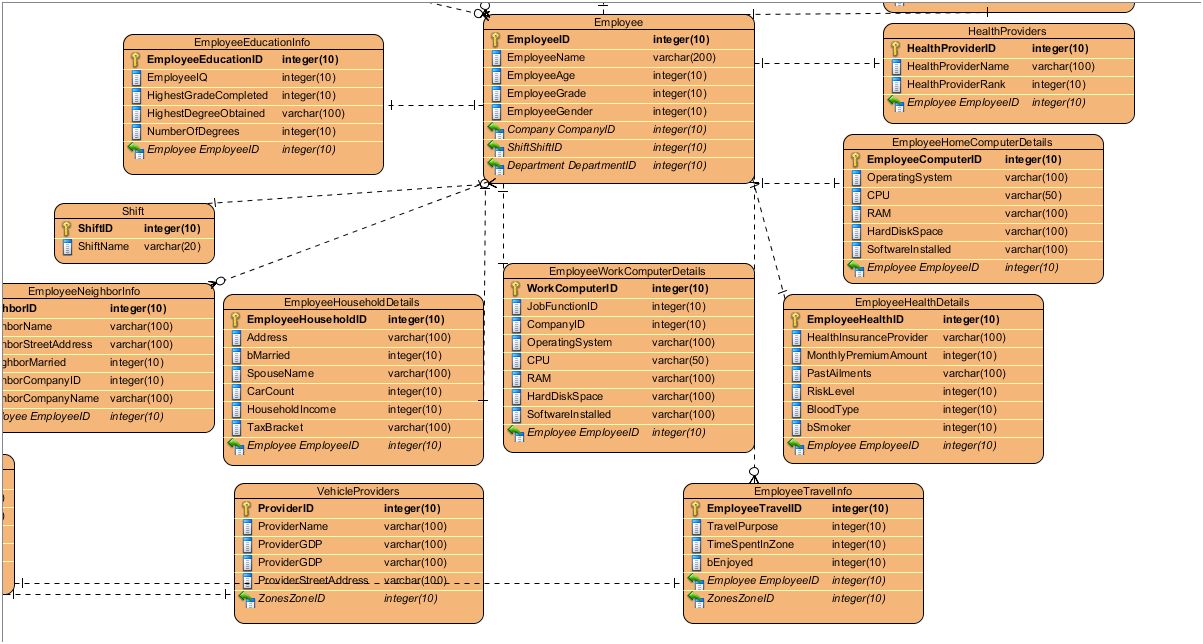 Employee
EmployeeID integer(10)
EmployeeName varchar(200)
EmployeeAge integer(10)
EmployeeGrade integer(10)
EmployeeGender integer(10)
Company CompanyID integer(10)
ShiftShiftID integer(10)
Department DepartmentID integer(10)
EmployeeEducationInfo
EmployeeEducationID integer(10)
EmployeeIQ integer(10)
HighestGradeCompleted integer(10)
HighestDegreeObtained varchar(100)
NumberOfDegrees integer(10)
Employee EmployeeID integer(10)
HealthProviders
HealthProviderID integer(10)
HealthProviderName varchar(100)
HealthProviderRank integer(10)
Employee EmployeeID integer(10)
EmployeeHomeComputerDetails
EmployeeComputerID integer(10)
OperatingSystem varchar(100)
CPU varchar(50)
RAM varchar(100)
HardDiskSpace varchar(100)
SoftwareInstalled varchar(100)
Employee EmployeeID integer(10)
Shift
ShiftID integer(10)
ShiftName varchar(20)
EmployeeNeighborInfo
hborID integer(10)
hborName varchar(100)
hborStreetAddress varchar(100)
ghborMarried integer(10)
hborCompanyID integer(10)
hborCompanyName varchar(100)
oyee EmployeeID integer(10)
EmployeeHouseholdDetails
EmployeeHouseholdID integer(10)
Address varchar(100)
bMarried integer(10)
SpouseName varchar(100)
CarCount integer(10)
HouseholdIncome integer(10)
TaxBracket varchar(100)
Employee EmployeeID integer(10)
EmployeeWorkComputerDetails
WorkComputerID integer(10)
JobFunctionID integer(10)
CompanyID integer(10)
OperatingSystem varchar(100)
CPU varchar(50)
RAM varchar(100)
HardDiskSpace varchar(100)
SoftwareInstalled varchar(100)
Employee EmployeeID integer(10)
EmployeeHealthDetails
EmployeeHealthID integer(10)
HealthInsuranceProvider varchar(100)
MonthlyPremiumAmount integer(10)
PastAilments varchar(100)
RiskLevel integer(10)
BloodType integer(10)
bSmoker integer(10)
Employee EmployeeID integer(10)
VehicleProviders
ProviderID integer(10)
ProviderName varchar(100)
ProviderGDP varchar(100)
ProviderGDP varchar(100)
ProviderStreetAddress varchar(100)
ZonesZoneID integer(10)
EmployeeTravelInfo
EmployeeTravelID integer(10)
TravelPurpose integer(10)
TimeSpentInZone integer(10)
bEnjoyed integer(10)
Employee EmployeeID integer(10)
ZonesZoneID integer(10)